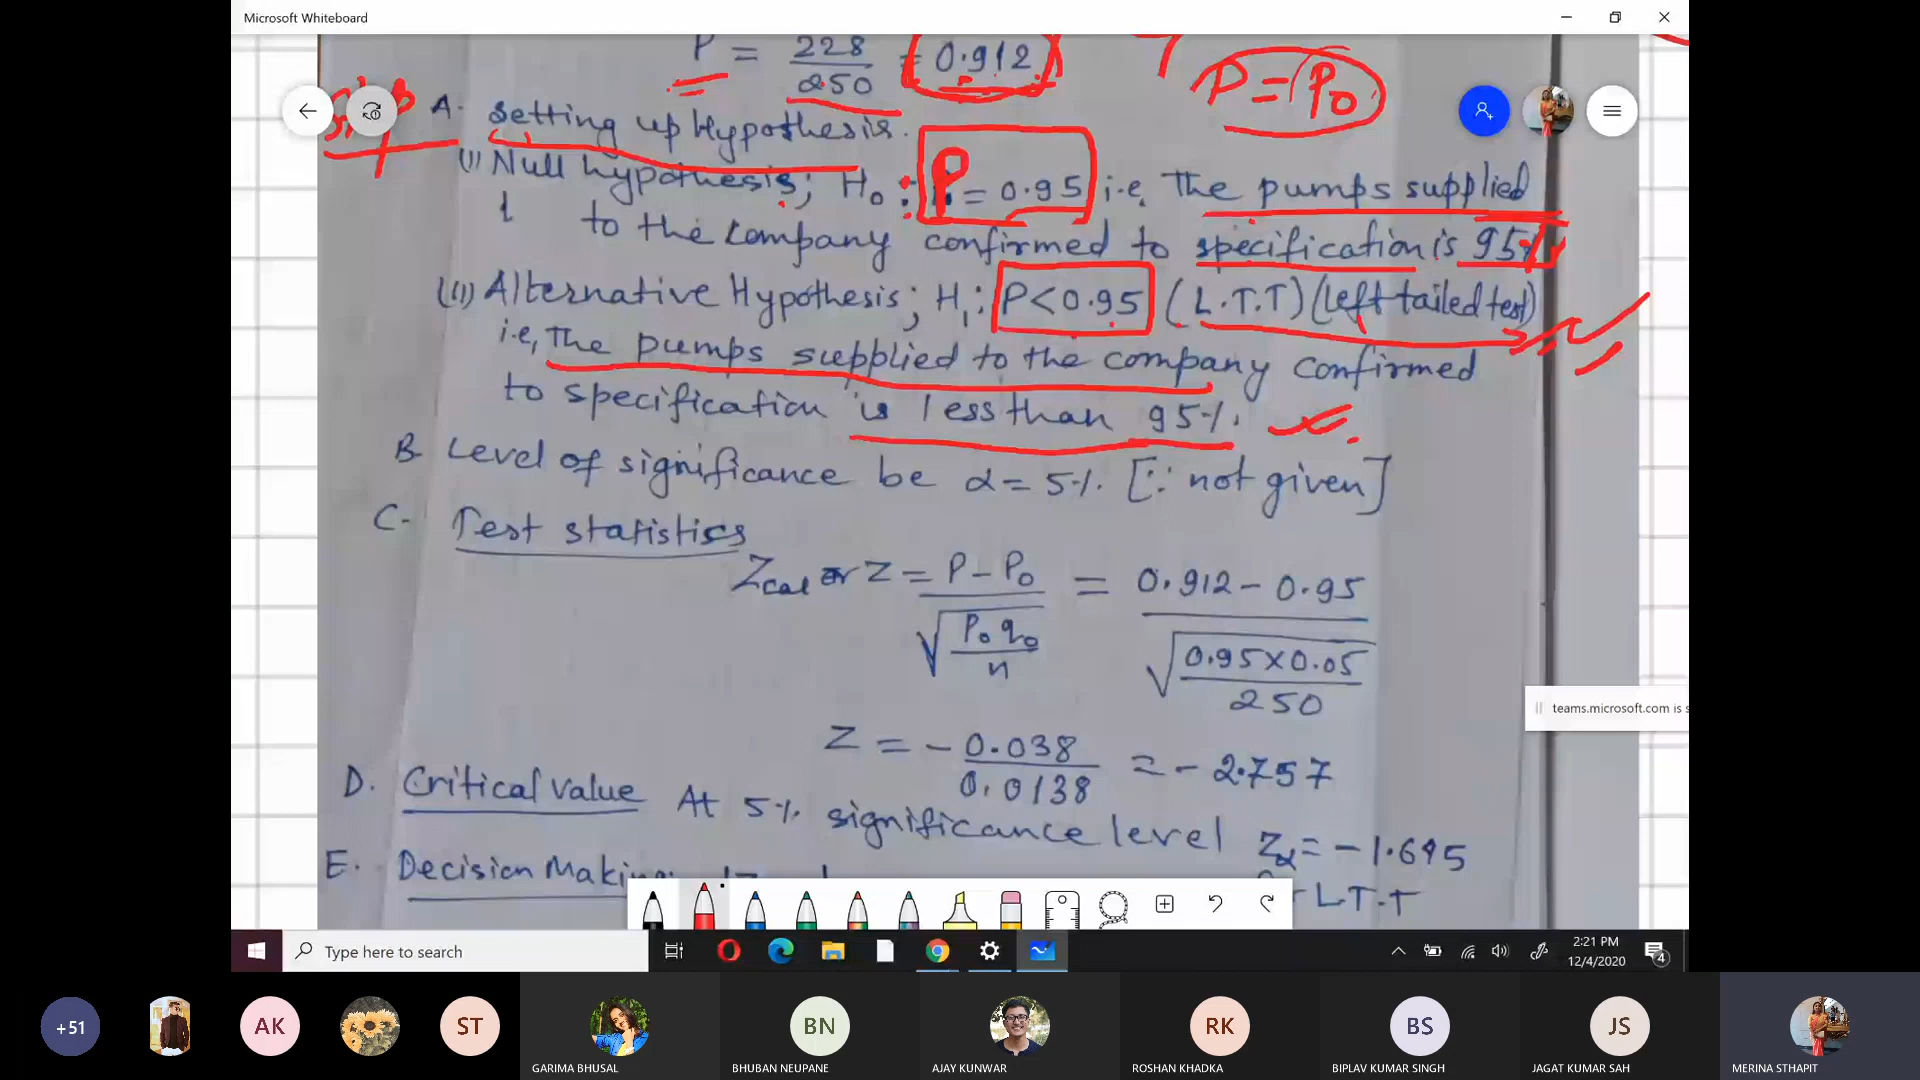 Microsoft Whiteboard
P = 228/250 = 0.912
P = P0
A. setting up Hypothesis.
(i) Null hypothesis; H0 : P = 0.95 i.e. The pumps supplied
to the company confirmed to specification is 95%
(ii) Alternative Hypothesis; H1: P<0.95 (L.T.T) (left tailed test)
i.e, The pumps supplied to the company confirmed
to specification is less than 95%.
B. Level of significance be α = 5%. [∵ not given]
C. Test statistics
Zcal or Z = P - P0 / √(P0 q0 / n) = 0.912 - 0.95 / √(0.95 × 0.05 / 250)
teams.microsoft.com is s
Z = - 0.038 / 0.0138 = - 2.757
D. Critical value At 5% significance level Zα = - 1.645
L.T.T
E. Decision Making:
Type here to search
2:21 PM
12/4/2020
4
+51
AK
ST
BN
RK
BS
JS
GARIMA BHUSAL
BHUBAN NEUPANE
AJAY KUNWAR
ROSHAN KHADKA
BIPLAV KUMAR SINGH
JAGAT KUMAR SAH
MERINA STHAPIT